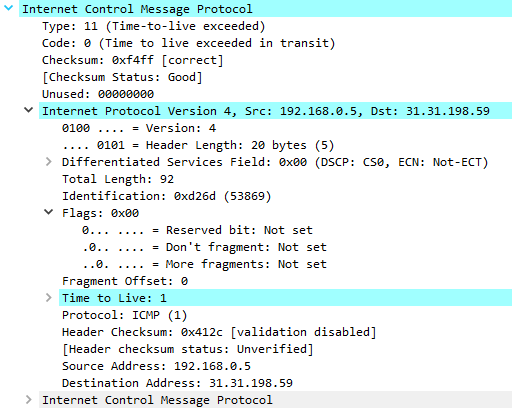 Internet Control Message Protocol
Type: 11 (Time-to-live exceeded)
Code: 0 (Time to live exceeded in transit)
Checksum: 0xf4ff [correct]
[Checksum Status: Good]
Unused: 00000000
Internet Protocol Version 4, Src: 192.168.0.5, Dst: 31.31.198.59
0100 .... = Version: 4
.... 0101 = Header Length: 20 bytes (5)
Differentiated Services Field: 0x00 (DSCP: CS0, ECN: Not-ECT)
Total Length: 92
Identification: 0xd26d (53869)
Flags: 0x00
0... .... = Reserved bit: Not set
.0.. .... = Don't fragment: Not set
..0. .... = More fragments: Not set
Fragment Offset: 0
Time to Live: 1
Protocol: ICMP (1)
Header Checksum: 0x412c [validation disabled]
[Header checksum status: Unverified]
Source Address: 192.168.0.5
Destination Address: 31.31.198.59
Internet Control Message Protocol